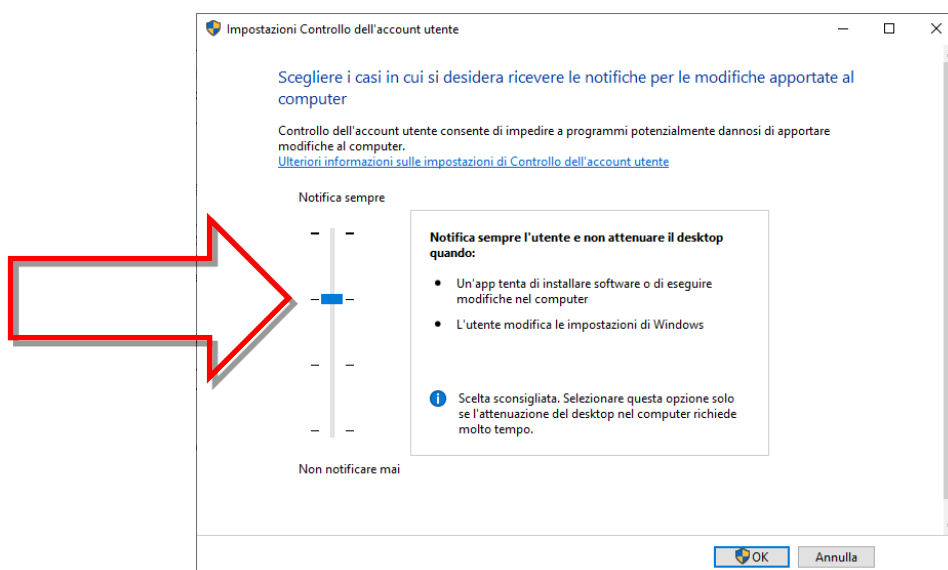 Impostazioni Controllo dell'account utente
Scegliere i casi in cui si desidera ricevere le notifiche per le modifiche apportate al
computer
Controllo dell'account utente consente di impedire a programmi potenzialmente dannosi di apportare
modifiche al computer.
Ulteriori informazioni sulle impostazioni di Controllo dell'account utente
Notifica sempre
Notifica sempre l'utente e non attenuare il desktop
quando:
• Un'app tenta di installare software o di eseguire
modifiche nel computer
• L'utente modifica le impostazioni di Windows
Scelta sconsigliata. Selezionare questa opzione solo
se l'attenuazione del desktop nel computer richiede
molto tempo.
Non notificare mai
OK
Annulla